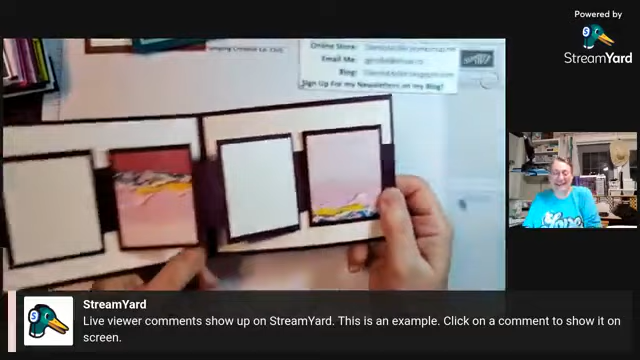 Powered by
StreamYard
Online Store:
Email Me:
Blog:
Sign Up For my Newsletters on my Blog!
StreamYard
Live viewer comments show up on StreamYard. This is an example. Click on a comment to show it on
screen.